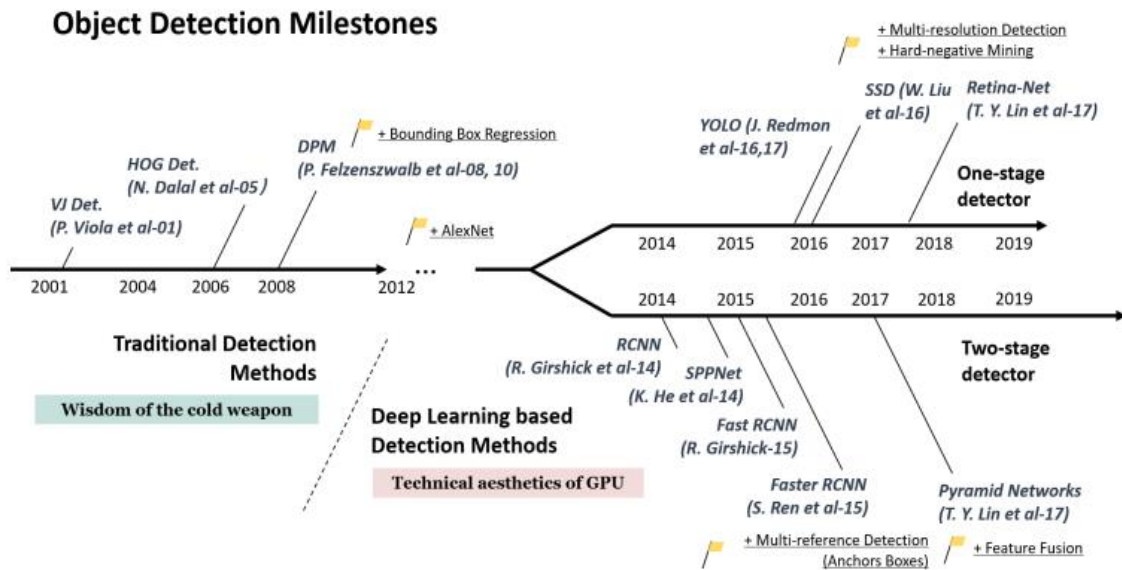 Object Detection Milestones
+ Multi-resolution Detection
+ Hard-negative Mining
SSD (W. Liu
et al-16)
Retina-Net
(T. Y. Lin et al-17)
YOLO (J. Redmon
et al-16,17)
+ Bounding Box Regression
DPM
(P. Felzenszwalb et al-08, 10)
HOG Det.
(N. Dalal et al-05)
VJ Det.
(P. Viola et al-01)
+ AlexNet
One-stage
detector
2014 2015 2016 2017 2018 2019
...
2001 2004 2006 2008 2012
2014 2015 2016 2017 2018 2019
Traditional Detection
Methods
Wisdom of the cold weapon
RCNN
(R. Girshick et al-14)
SPPNet
(K. He et al-14)
Two-stage
detector
Deep Learning based
Detection Methods
Technical aesthetics of GPU
Fast RCNN
(R. Girshick-15)
Faster RCNN
(S. Ren et al-15)
Pyramid Networks
(T. Y. Lin et al-17)
+ Multi-reference Detection
(Anchors Boxes)
+ Feature Fusion